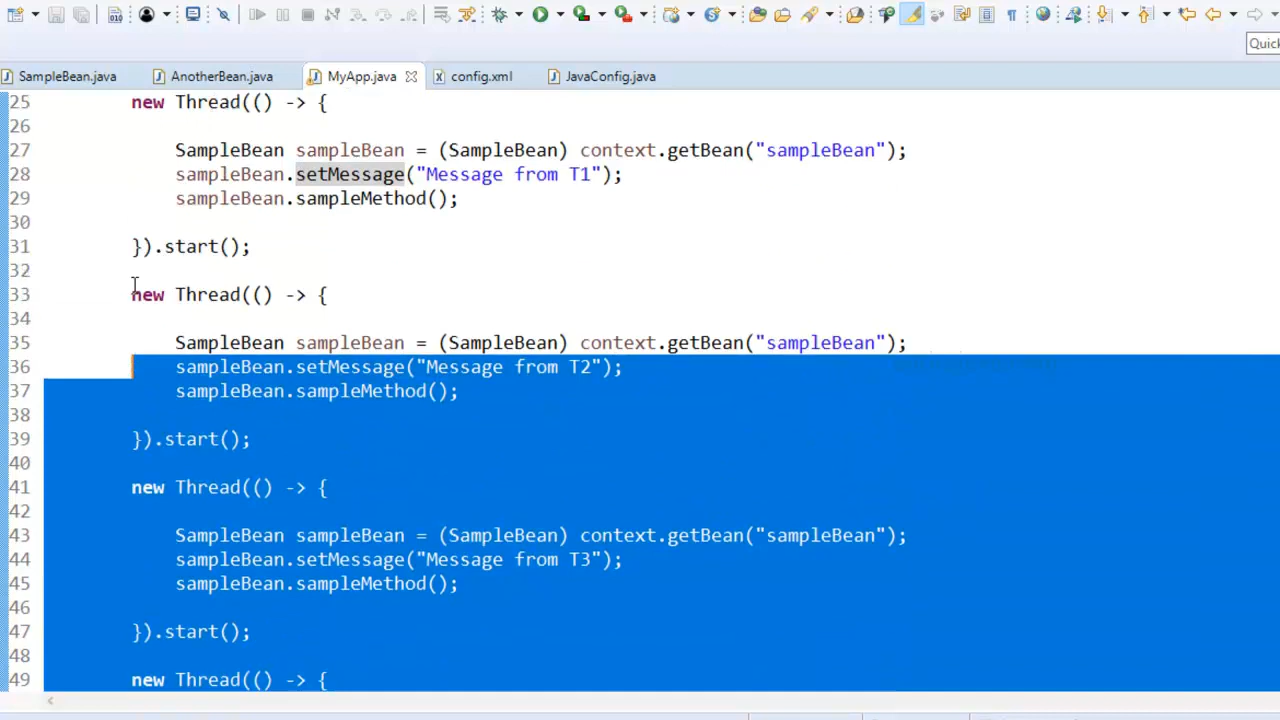 Quick
SampleBean.java AnotherBean.java MyApp.java config.xml JavaConfig.java
25 new Thread(() -> {
26
27 SampleBean sampleBean = (SampleBean) context.getBean("sampleBean");
28 sampleBean.setMessage("Message from T1");
29 sampleBean.sampleMethod();
30
31 }).start();
32
33 new Thread(() -> {
34
35 SampleBean sampleBean = (SampleBean) context.getBean("sampleBean");
36 sampleBean.setMessage("Message from T2");
37 sampleBean.sampleMethod();
38
39 }).start();
40
41 new Thread(() -> {
42
43 SampleBean sampleBean = (SampleBean) context.getBean("sampleBean");
44 sampleBean.setMessage("Message from T3");
45 sampleBean.sampleMethod();
46
47 }).start();
48
49 new Thread(() -> {